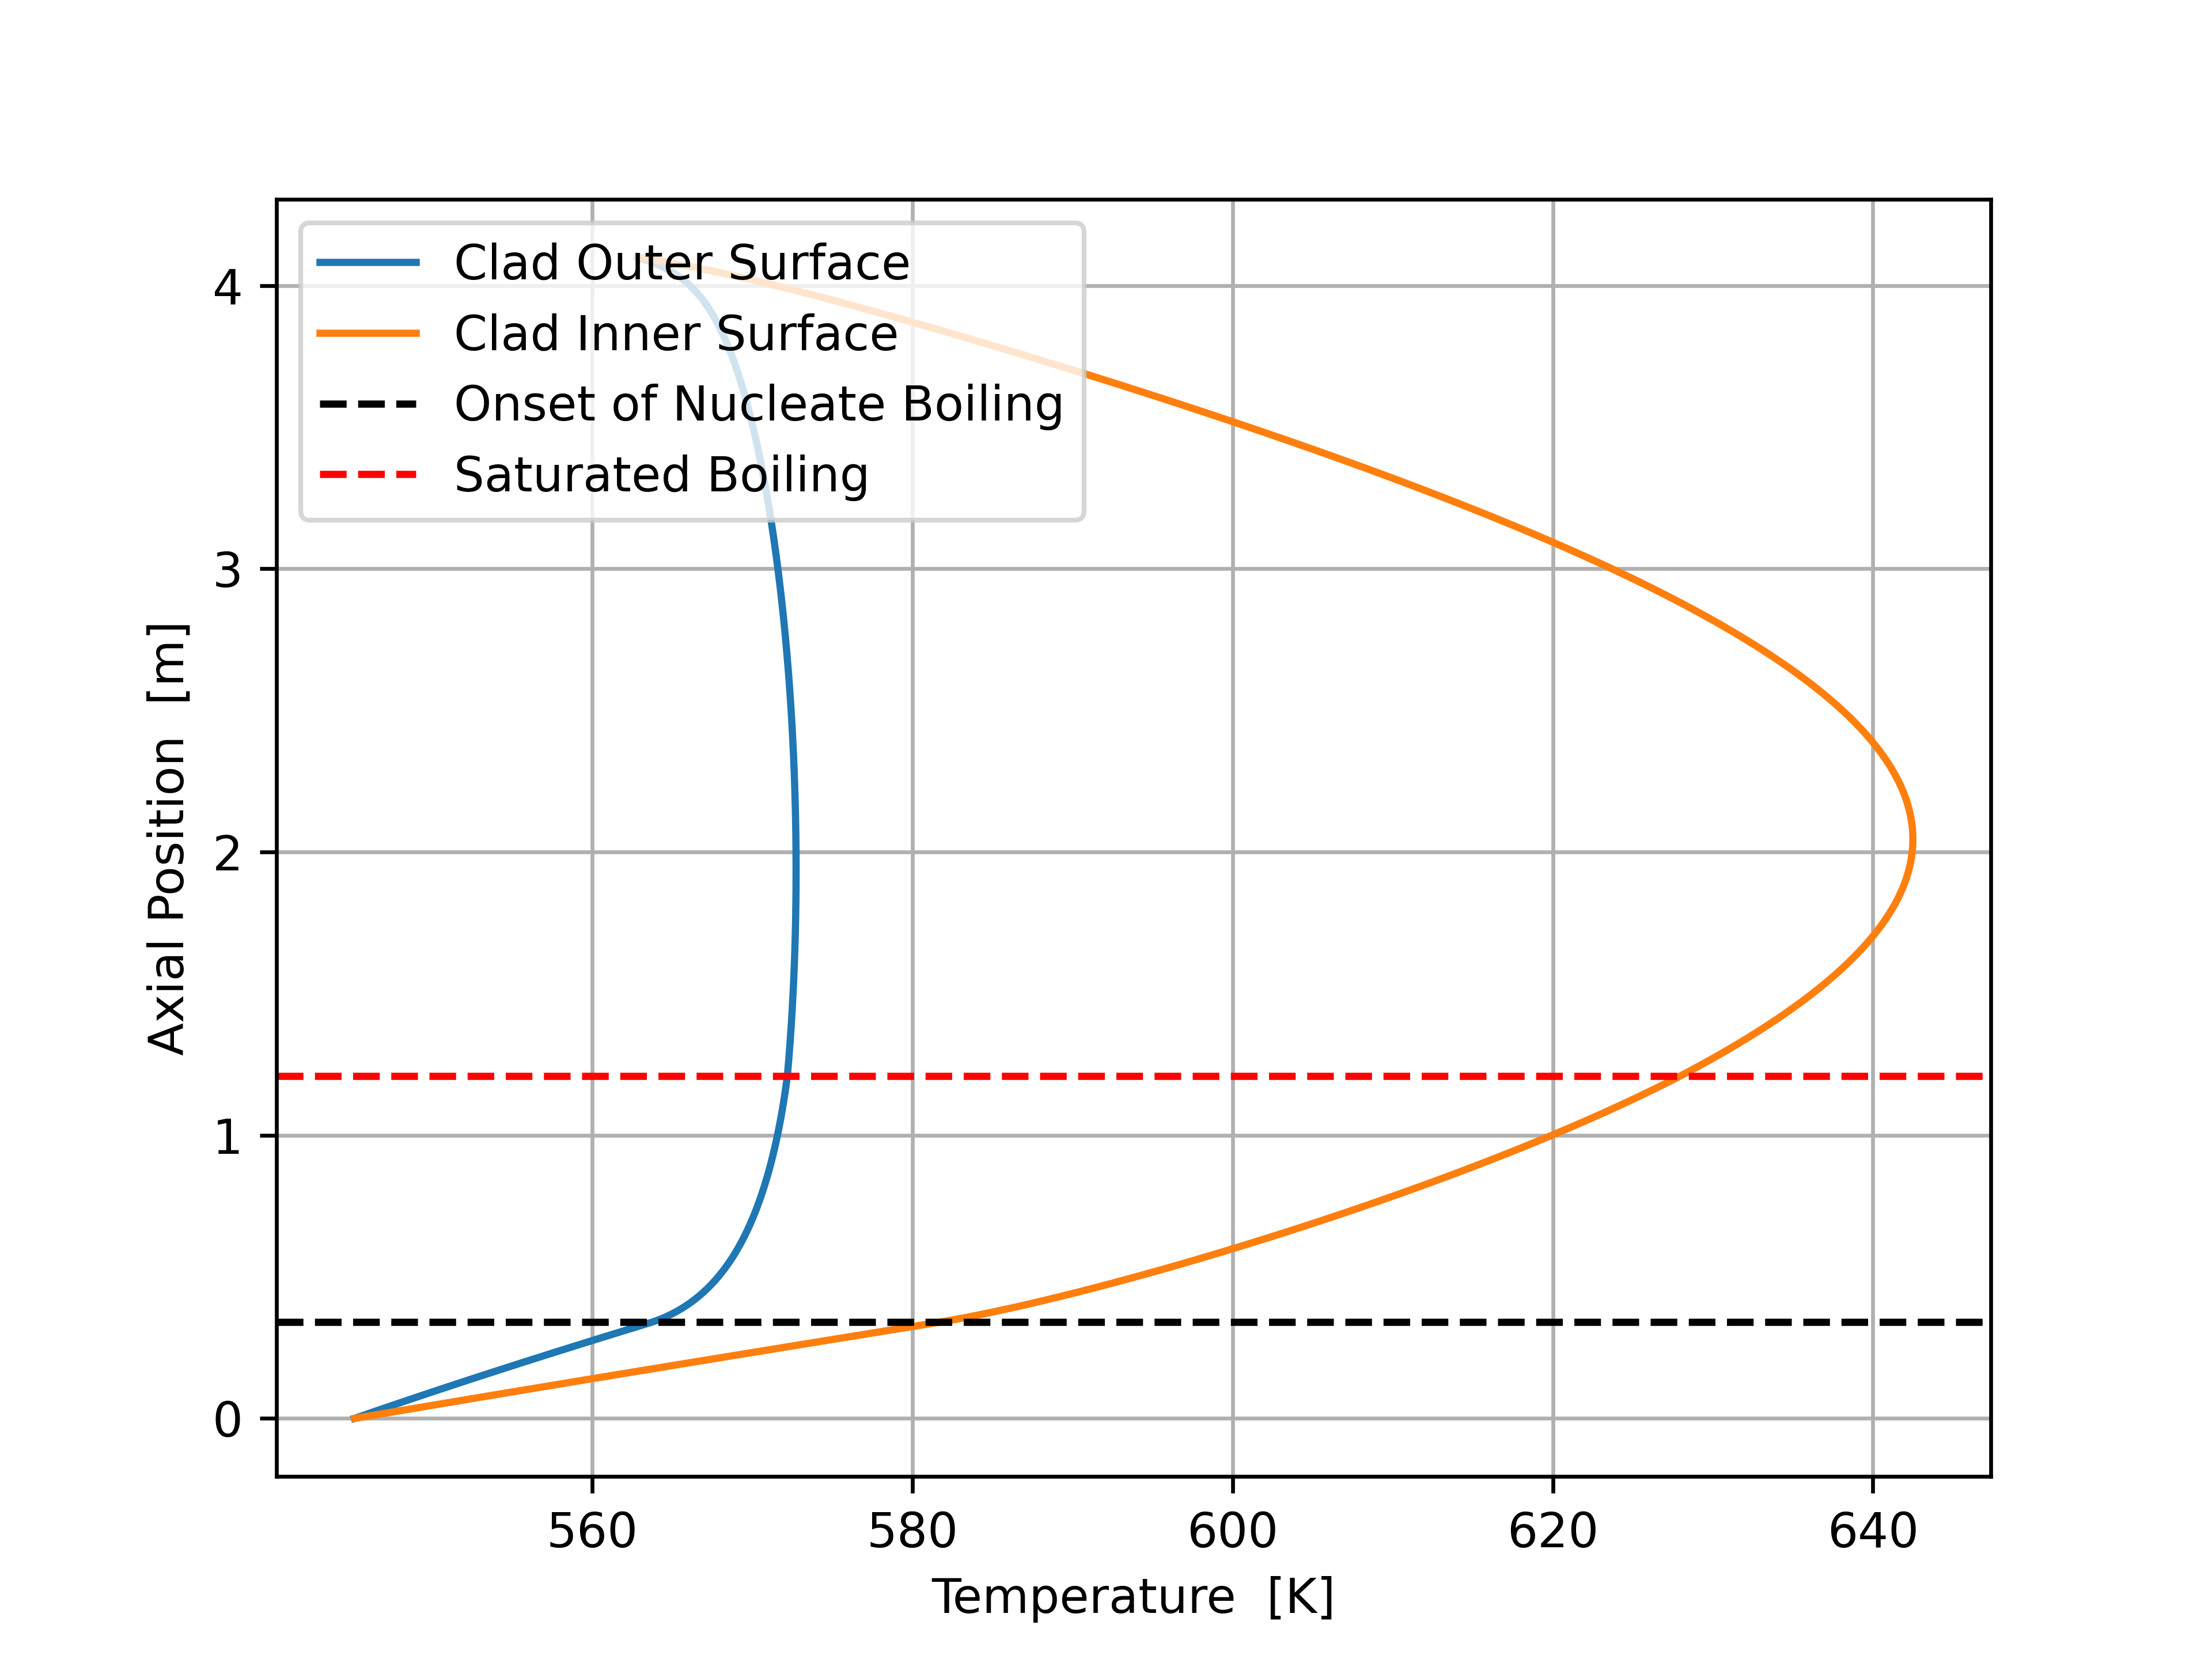 Clad Outer Surface
Clad Inner Surface
Onset of Nucleate Boiling
Saturated Boiling
4
3
2
1
0
Axial Position  [m]
560 580 600 620 640
Temperature  [K]